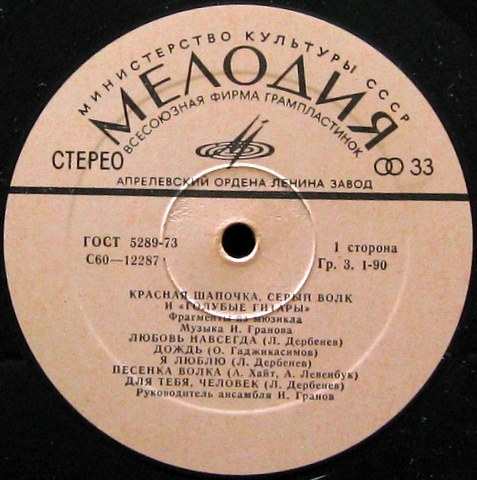 МИНИСТЕРСТВО КУЛЬТУРЫ СССР
МЕЛОДИЯ
ВСЕСОЮЗНАЯ ФИРМА ГРАМПЛАСТИНОК
СТЕРЕО
33
АПРЕЛЕВСКИЙ ОРДЕНА ЛЕНИНА ЗАВОД
ГОСТ 5289-73
С60—12287
1 сторона
Гр. 3. 1-90
КРАСНАЯ ШАПОЧКА, СЕРЫЙ ВОЛК
И «ГОЛУБЫЕ ГИТАРЫ»
Фрагменты из мюзикла
Музыка И. Гранова
ЛЮБОВЬ НАВСЕГДА (Л. Дербенев)
ДОЖДЬ (О. Гаджикасимов)
Я ЛЮБЛЮ (Л. Дербенев)
ПЕСЕНКА ВОЛКА (А. Хайт, А. Левенбук)
ДЛЯ ТЕБЯ, ЧЕЛОВЕК (Л. Дербенев)
Руководитель ансамбля И. Гранов